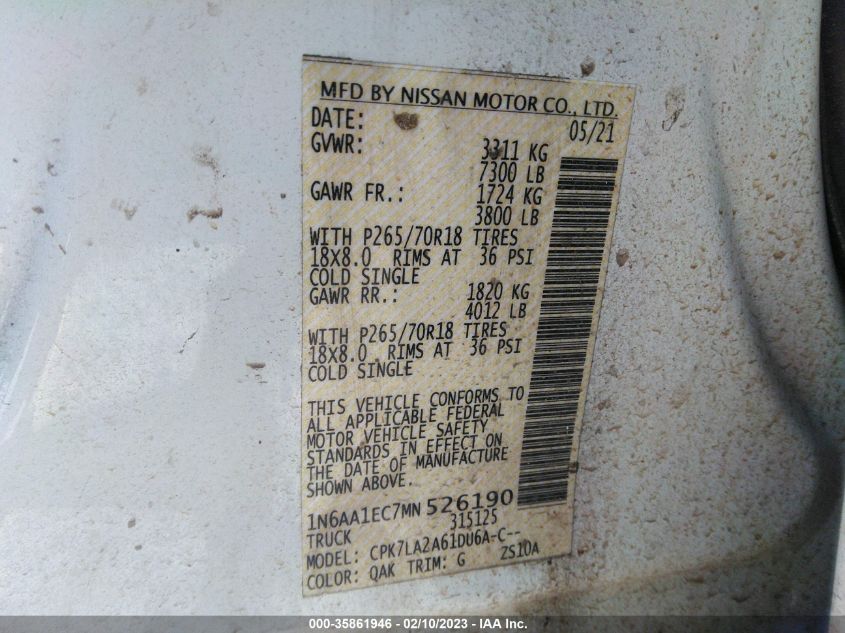 MFD BY NISSAN MOTOR CO., LTD.
DATE: 05/21
GVWR: 3311 KG
7300 LB
GAWR FR.: 1724 KG
3800 LB
WITH P265/70R18 TIRES
18X8.0 RIMS AT 36 PSI
COLD SINGLE
GAWR RR.: 1820 KG
4012 LB
WITH P265/70R18 TIRES
18X8.0 RIMS AT 36 PSI
COLD SINGLE
THIS VEHICLE CONFORMS TO
ALL APPLICABLE FEDERAL
MOTOR VEHICLE SAFETY
STANDARDS IN EFFECT ON
THE DATE OF MANUFACTURE
SHOWN ABOVE.
1N6AA1EC7MN526190
TRUCK 315125
MODEL: CPK7LA2A61DU6A-C--
COLOR: QAK TRIM: G ZS10A
000-35861946 — 02/10/2023 — IAA Inc.